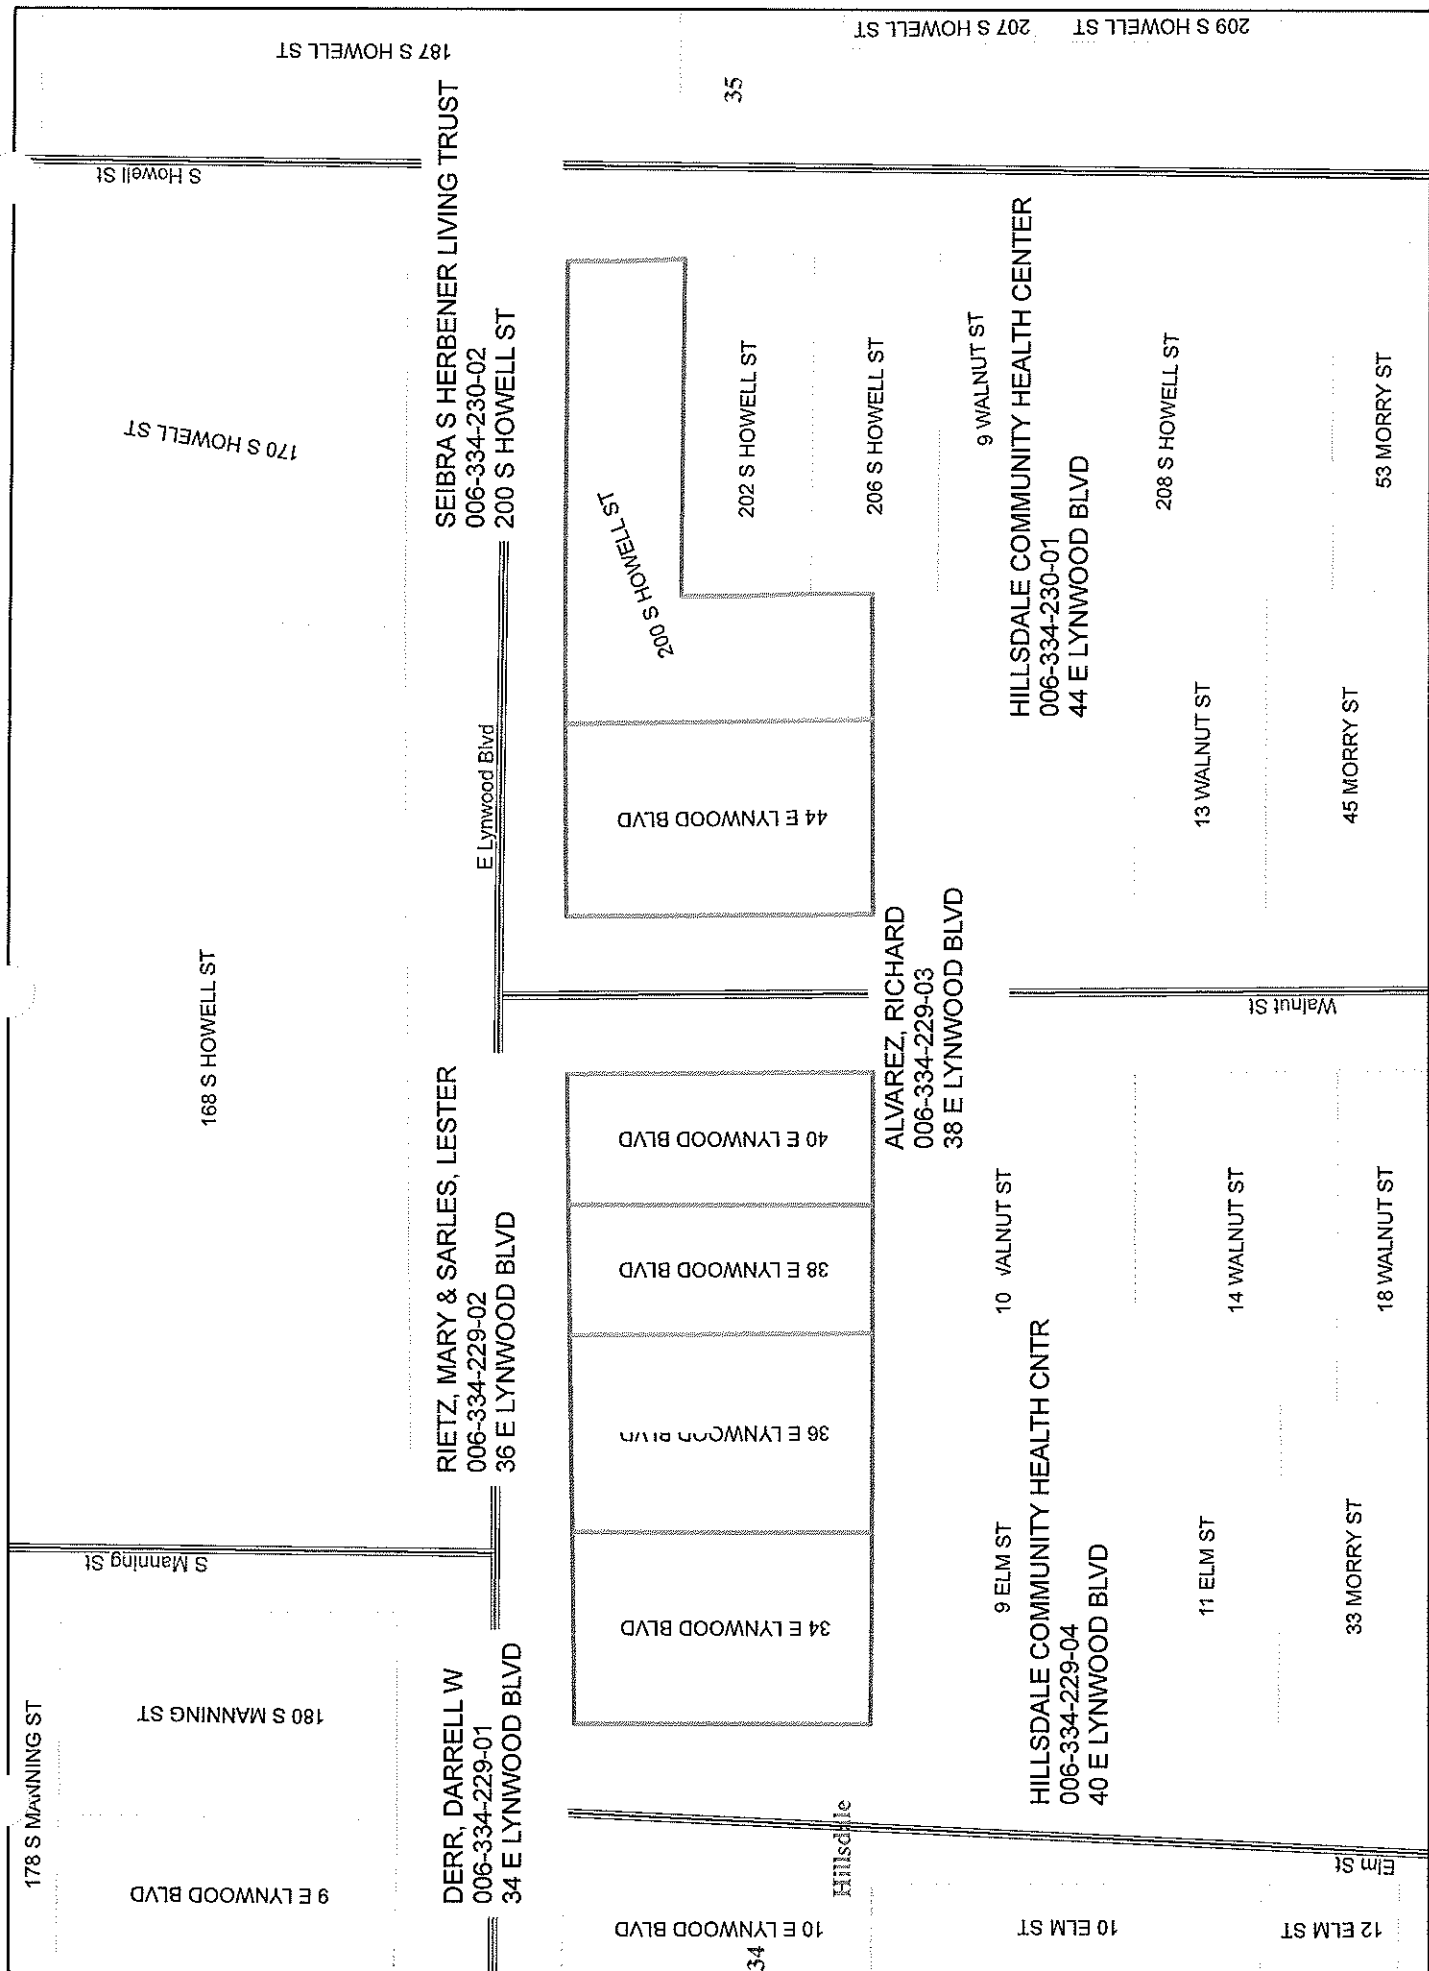 178 S MANNING ST
9 E LYNWOOD BLVD
180 S MANNING ST
S Manning St
168 S HOWELL ST
170 S HOWELL ST
S Howell St
187 S HOWELL ST
DERR, DARRELL W
006-334-229-01
34 E LYNWOOD BLVD
RIETZ, MARY & SARLES, LESTER
006-334-229-02
36 E LYNWOOD BLVD
E Lynwood Blvd
SEIBRA S HERBENER LIVING TRUST
006-334-230-02
200 S HOWELL ST
34
10 E LYNWOOD BLVD
34 E LYNWOOD BLVD
36 E LYNWOOD BLVD
38 E LYNWOOD BLVD
40 E LYNWOOD BLVD
44 E LYNWOOD BLVD
200 S HOWELL ST
202 S HOWELL ST
206 S HOWELL ST
35
207 S HOWELL ST
209 S HOWELL ST
Hillsdale
ALVAREZ, RICHARD
006-334-229-03
38 E LYNWOOD BLVD
9 WALNUT ST
9 ELM ST
10 WALNUT ST
HILLSDALE COMMUNITY HEALTH CNTR
006-334-229-04
40 E LYNWOOD BLVD
HILLSDALE COMMUNITY HEALTH CENTER
006-334-230-01
44 E LYNWOOD BLVD
10 ELM ST
11 ELM ST
14 WALNUT ST
13 WALNUT ST
208 S HOWELL ST
12 ELM ST
Elm St
33 MORRY ST
18 WALNUT ST
Walnut St
45 MORRY ST
53 MORRY ST